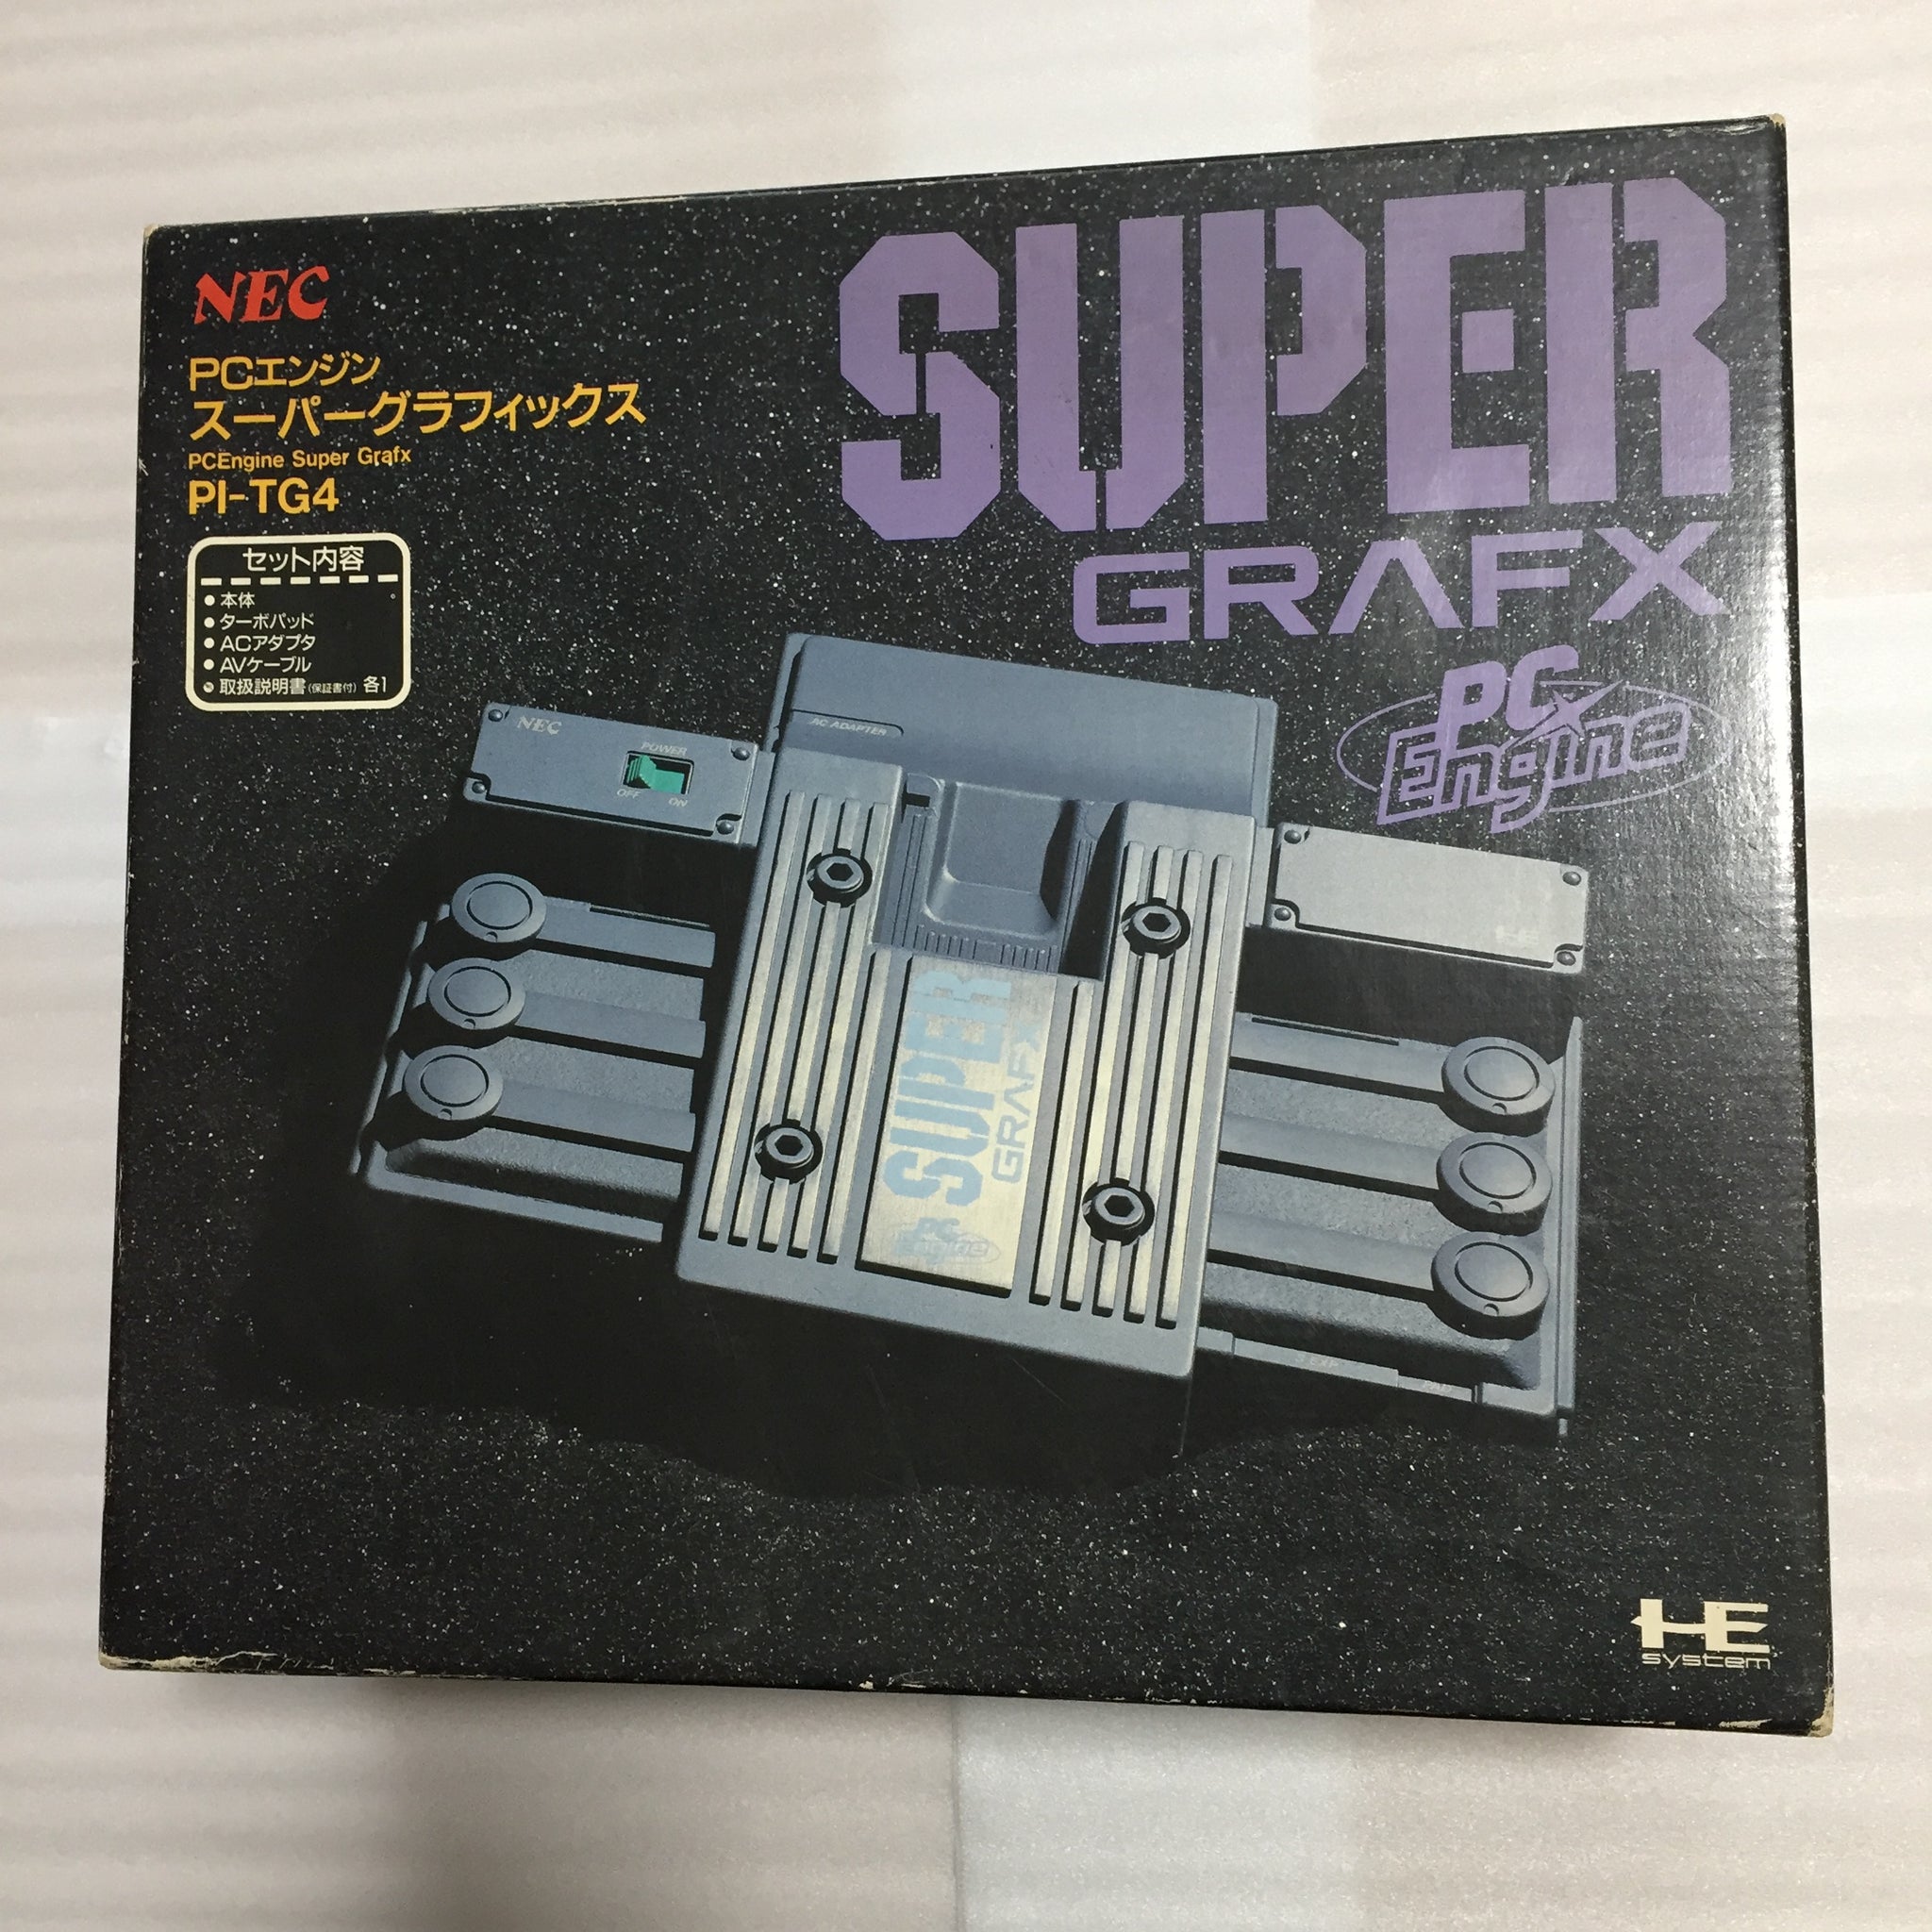 NEC
PCエンジン
スーパーグラフィックス
PCEngine Super Grafx
PI-TG4
セット内容
● 本体
● ターボパッド
● ACアダプタ
● AVケーブル
● 取扱説明書(保証書付) 各1
SUPER
GRAFX
PC
Engine
NEC
POWER
OFF ON
AC ADAPTER
SUPER
GRAFX
PC
Engine
EXP
PAD
HE
system